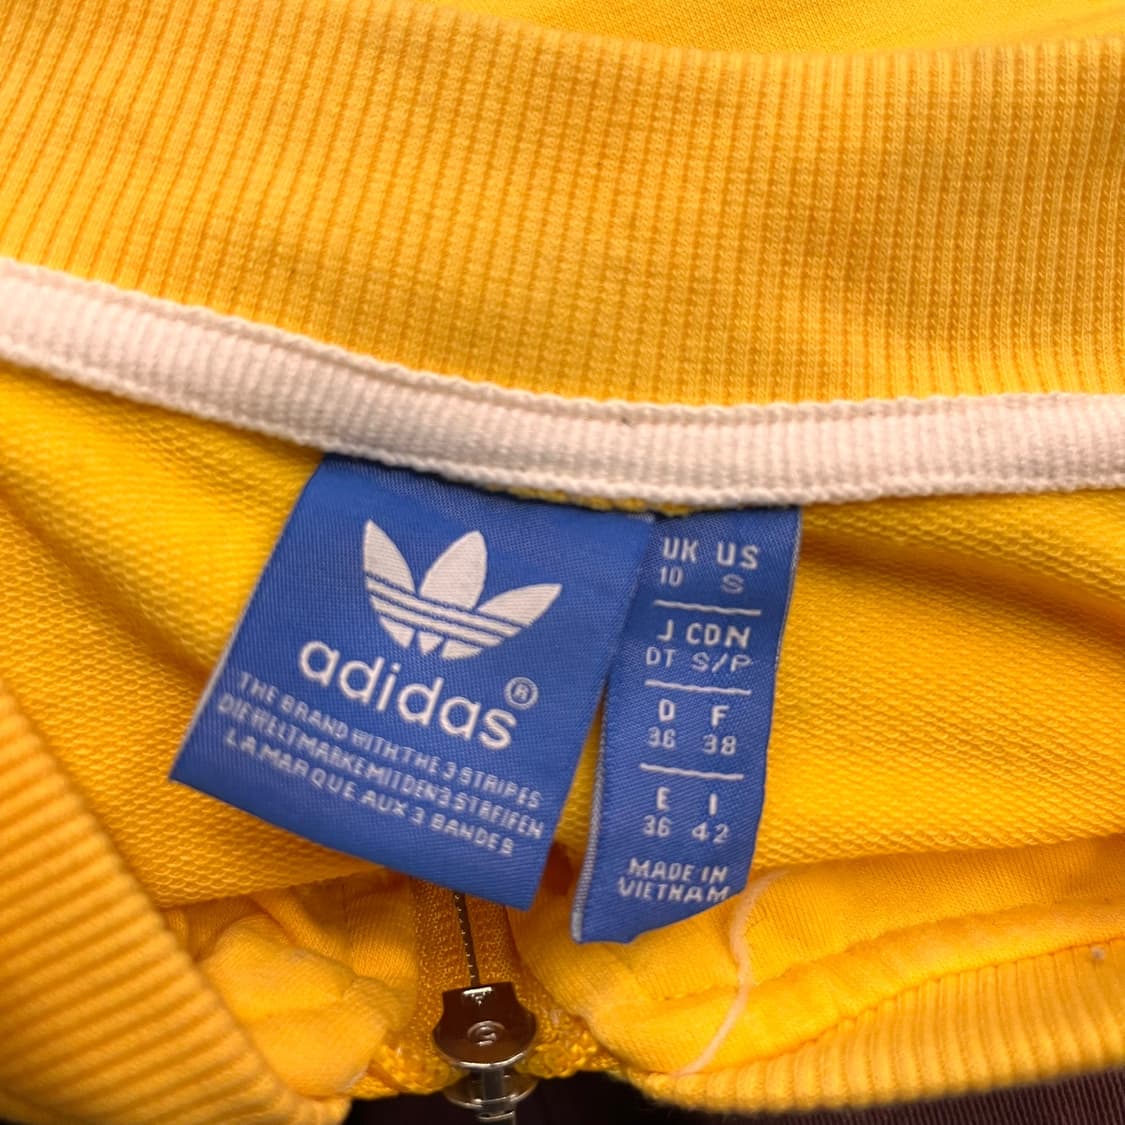 adidas®
THE BRAND WITH THE 3 STRIPES
DIE WELTMARKE MIT DEN 3 STREIFEN
LA MARQUE AUX 3 BANDES
UK US
10 S
J CDN
OT S/P
D F
36 38
E I
36 42
MADE IN
VIETNAM